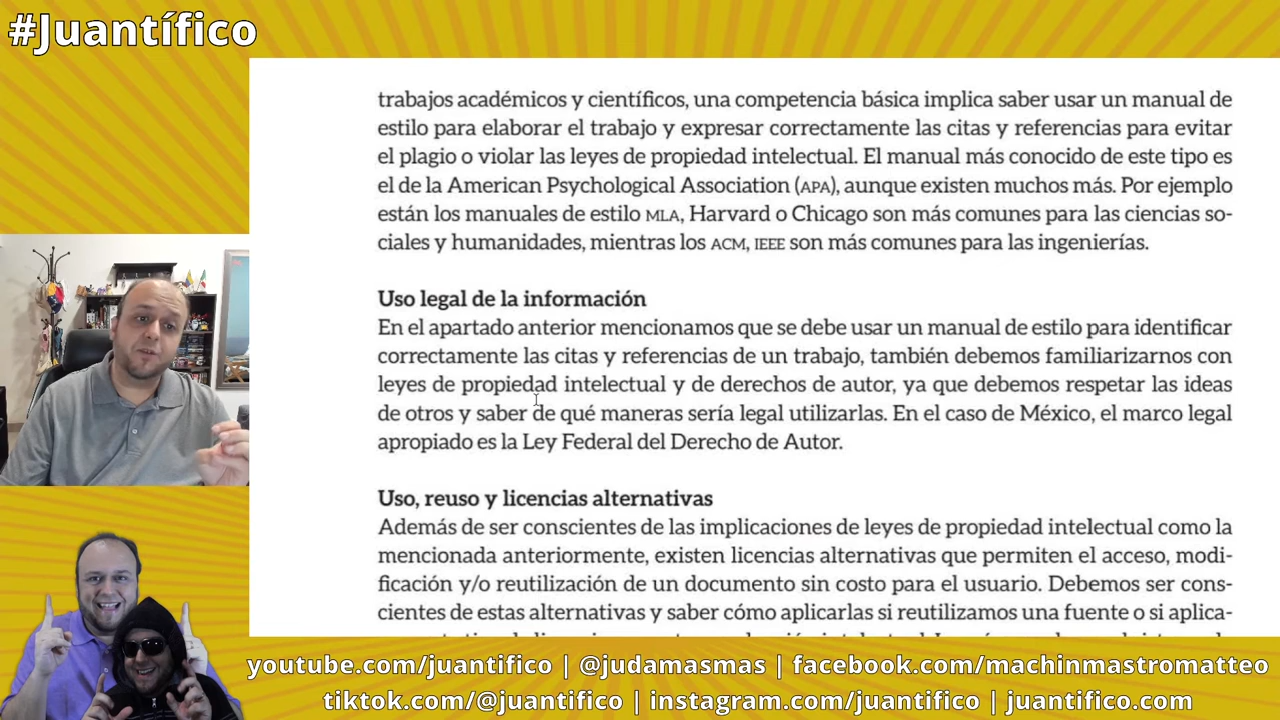 #Juantífico
trabajos académicos y científicos, una competencia básica implica saber usar un manual de
estilo para elaborar el trabajo y expresar correctamente las citas y referencias para evitar
el plagio o violar las leyes de propiedad intelectual. El manual más conocido de este tipo es
el de la American Psychological Association (APA), aunque existen muchos más. Por ejemplo
están los manuales de estilo MLA, Harvard o Chicago son más comunes para las ciencias so-
ciales y humanidades, mientras los ACM, IEEE son más comunes para las ingenierías.
Uso legal de la información
En el apartado anterior mencionamos que se debe usar un manual de estilo para identificar
correctamente las citas y referencias de un trabajo, también debemos familiarizarnos con
leyes de propiedad intelectual y de derechos de autor, ya que debemos respetar las ideas
de otros y saber de qué maneras sería legal utilizarlas. En el caso de México, el marco legal
apropiado es la Ley Federal del Derecho de Autor.
Uso, reuso y licencias alternativas
Además de ser conscientes de las implicaciones de leyes de propiedad intelectual como la
mencionada anteriormente, existen licencias alternativas que permiten el acceso, modi-
ficación y/o reutilización de un documento sin costo para el usuario. Debemos ser cons-
cientes de estas alternativas y saber cómo aplicarlas si reutilizamos una fuente o si aplica-
youtube.com/juantifico | @judamasmas | facebook.com/machinmastromatteo
tiktok.com/@juantifico | instagram.com/juantifico | juantifico.com